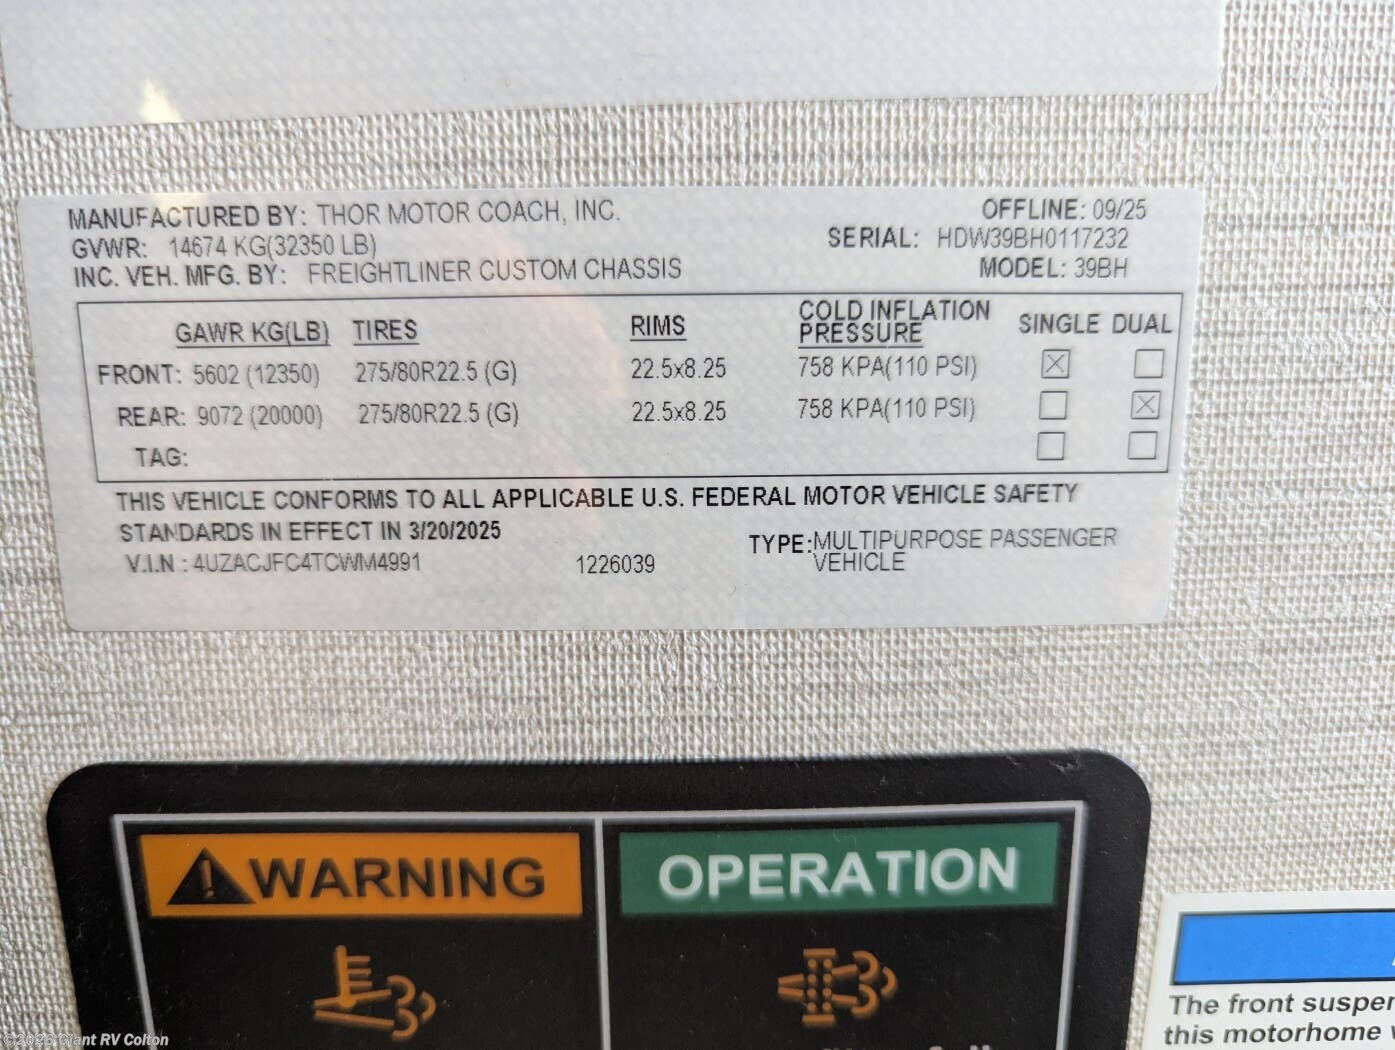 MANUFACTURED BY: THOR MOTOR COACH, INC.
OFFLINE: 09/25
GVWR: 14674 KG(32350 LB)
SERIAL: HDW39BH0117232
INC. VEH. MFG. BY: FREIGHTLINER CUSTOM CHASSIS
MODEL: 39BH
GAWR KG(LB) TIRES RIMS COLD INFLATION PRESSURE SINGLE DUAL
FRONT: 5602 (12350) 275/80R22.5 (G) 22.5x8.25 758 KPA(110 PSI) ☒ ☐
REAR: 9072 (20000) 275/80R22.5 (G) 22.5x8.25 758 KPA(110 PSI) ☐ ☒
TAG: ☐ ☐
THIS VEHICLE CONFORMS TO ALL APPLICABLE U.S. FEDERAL MOTOR VEHICLE SAFETY
STANDARDS IN EFFECT IN 3/20/2025
V.I.N : 4UZACJFC4TCWM4991 1226039
TYPE: MULTIPURPOSE PASSENGER
VEHICLE
WARNING
OPERATION
The front susper
this motorhome
©2026 Giant RV Colton